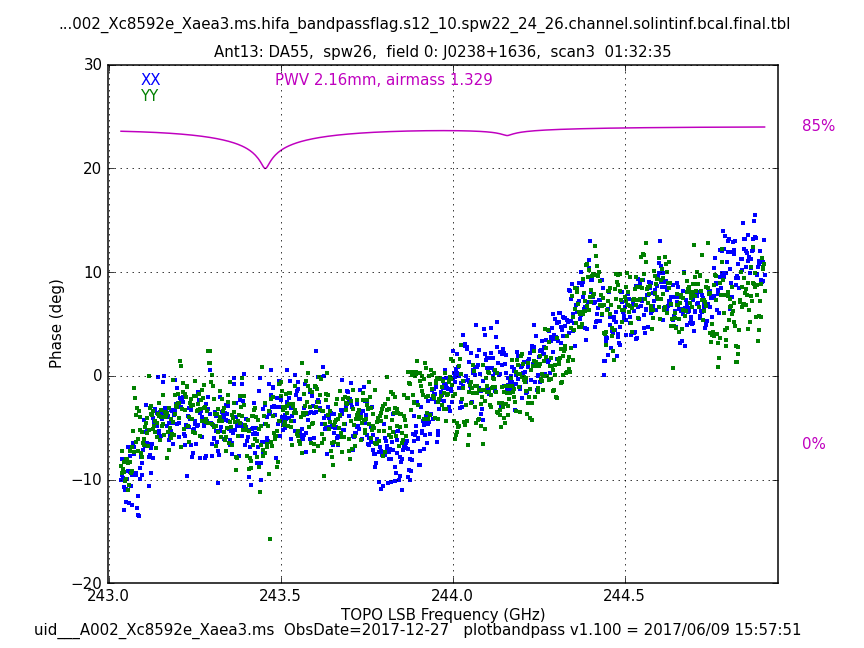 ...002_Xc8592e_Xaea3.ms.hifa_bandpassflag.s12_10.spw22_24_26.channel.solintinf.bcal.final.tbl
Ant13: DA55,  spw26,  field 0: J0238+1636,  scan3  01:32:35
XX
YY
PWV 2.16mm, airmass 1.329
85%
0%
30
20
10
0
−10
−20
Phase (deg)
243.0 243.5 244.0 244.5
TOPO LSB Frequency (GHz)
uid___A002_Xc8592e_Xaea3.ms  ObsDate=2017-12-27   plotbandpass v1.100 = 2017/06/09 15:57:51